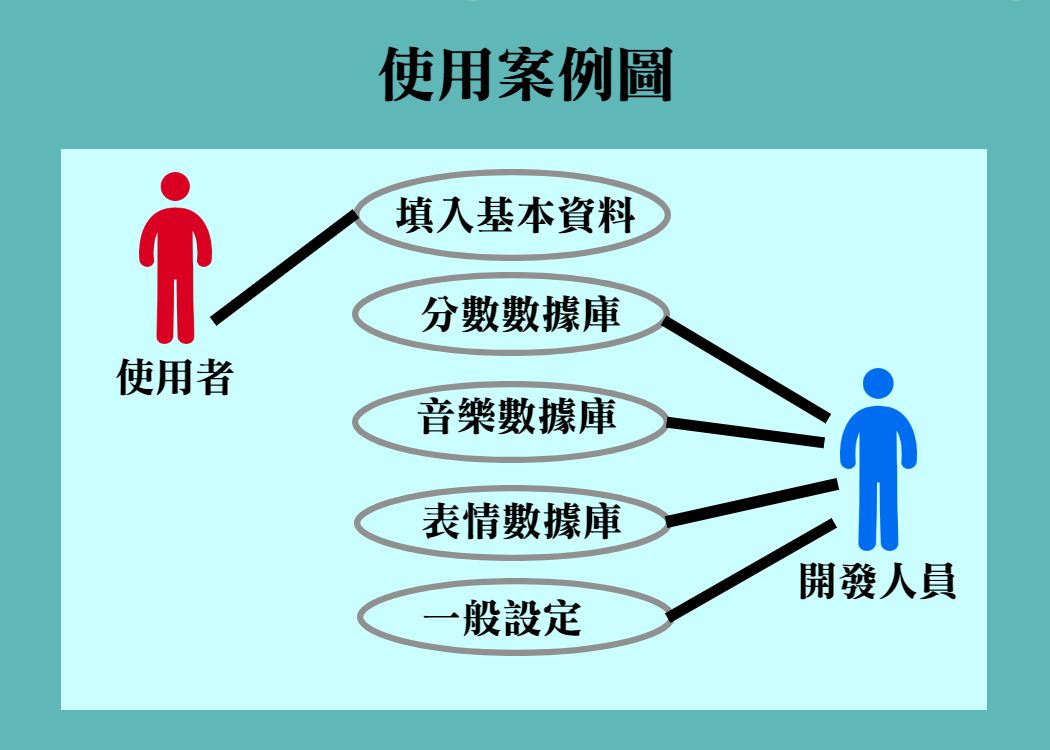 使用案例圖
填入基本資料
分數數據庫
使用者
音樂數據庫
表情數據庫
開發人員
一般設定